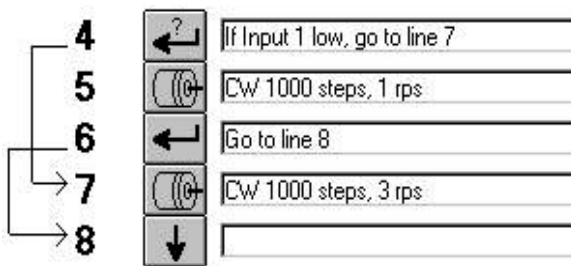 4 ? If Input 1 low, go to line 7
5 CW 1000 steps, 1 rps
6 Go to line 8
7 CW 1000 steps, 3 rps
8